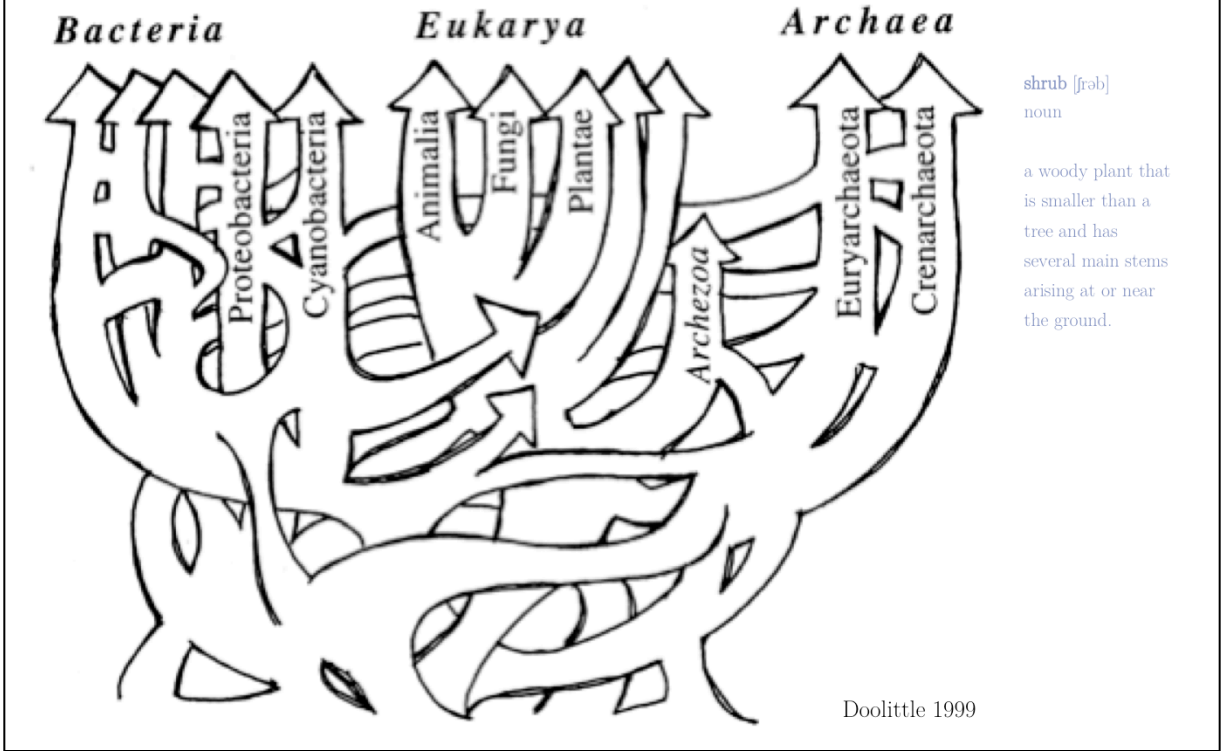 Bacteria
Eukarya
Archaea
Proteobacteria
Cyanobacteria
Animalia
Fungi
Plantae
Archezoa
Euryarchaeota
Crenarchaeota
shrub [ʃrəb]
noun
a woody plant that
is smaller than a
tree and has
several main stems
arising at or near
the ground.
Doolittle 1999